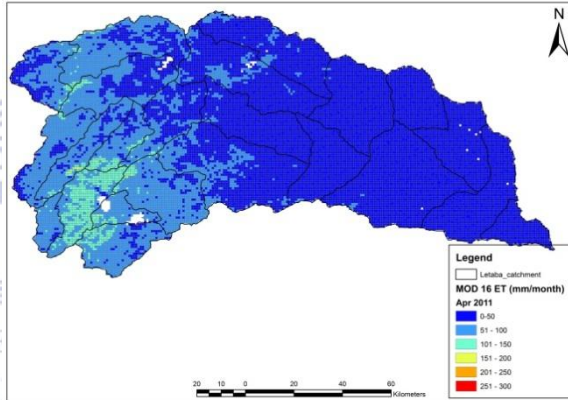 N
Legend
Letaba_catchment
MOD 16 ET (mm/month)
Apr 2011
0-50
51 - 100
101 - 150
151 - 200
201 - 250
251 - 300
20 10 0 20 40 60
Kilometers